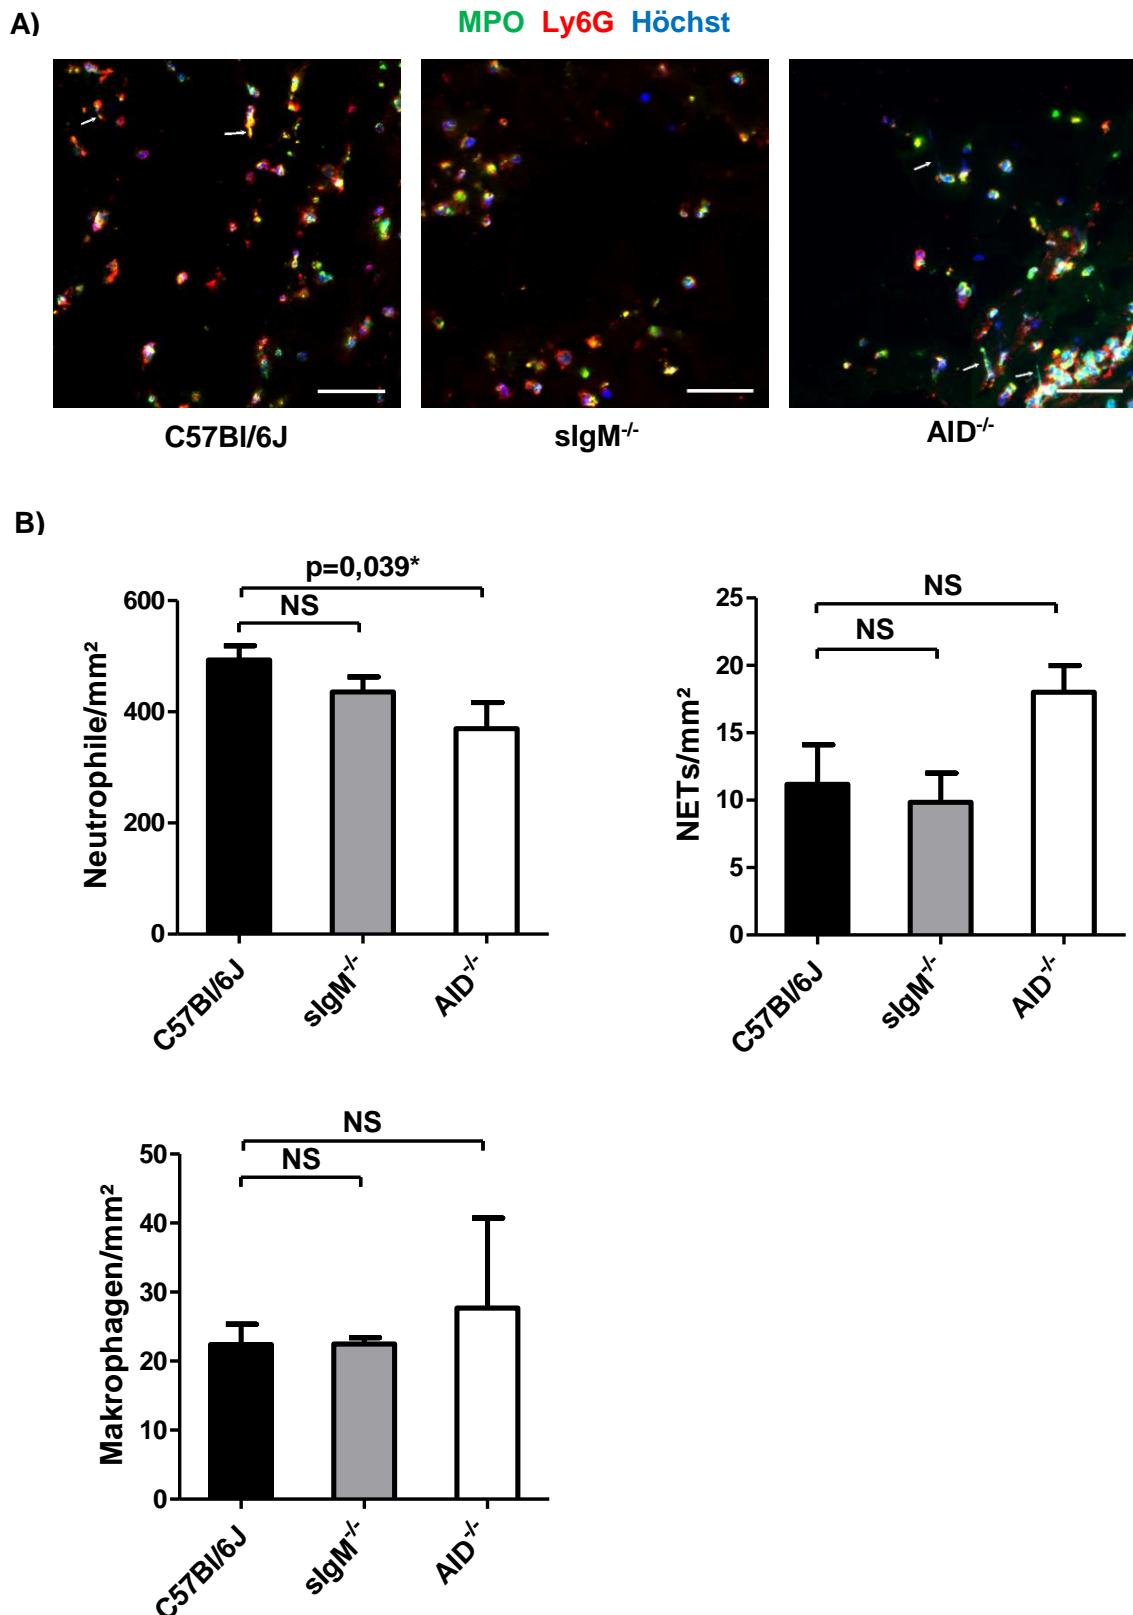 A)
MPO Ly6G Höchst
C57Bl/6J
sIgM-/-
AID-/-
B)
p=0,039*
NS
600
400
200
0
Neutrophile/mm²
C57Bl/6J
sIgM-/-
AID-/-
NS
NS
25
20
15
10
5
0
NETs/mm²
C57Bl/6J
sIgM-/-
AID-/-
NS
NS
50
40
30
20
10
0
Makrophagen/mm²
C57Bl/6J
sIgM-/-
AID-/-